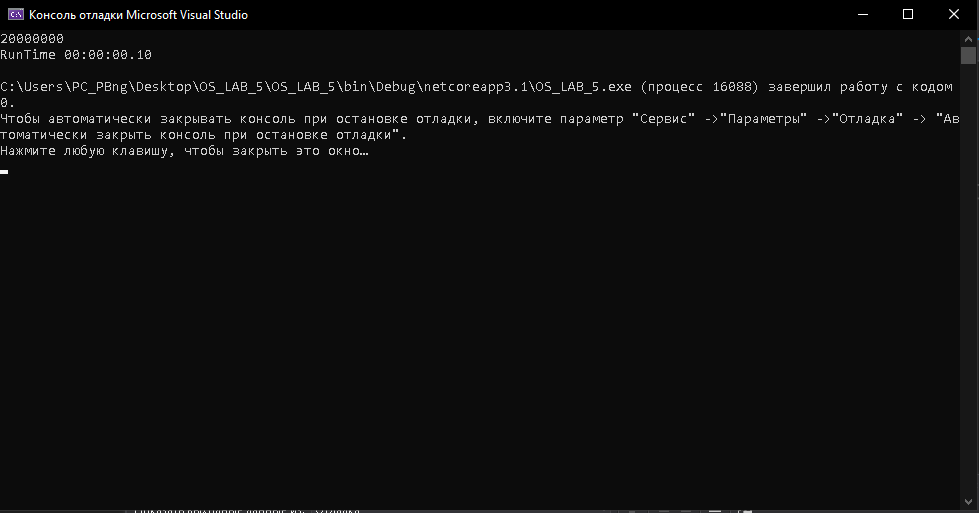 Консоль отладки Microsoft Visual Studio
20000000
RunTime 00:00:00.10
C:\Users\PC_PBng\Desktop\OS_LAB_5\OS_LAB_5\bin\Debug\netcoreapp3.1\OS_LAB_5.exe (процесс 16088) завершил работу с кодом
0.
Чтобы автоматически закрывать консоль при остановке отладки, включите параметр "Сервис" ->"Параметры" ->"Отладка" -> "Ав
томатически закрыть консоль при остановке отладки".
Нажмите любую клавишу, чтобы закрыть это окно…